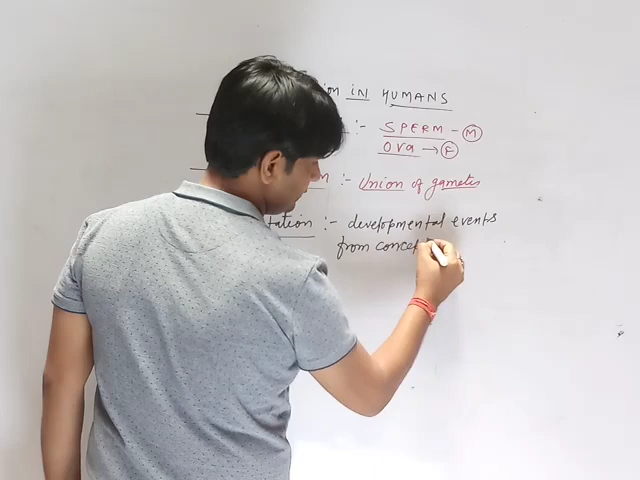 IN HUMANS
:- SPERM - M
OVA → F
:- Union of gametes
tation :- developmental events
from concep